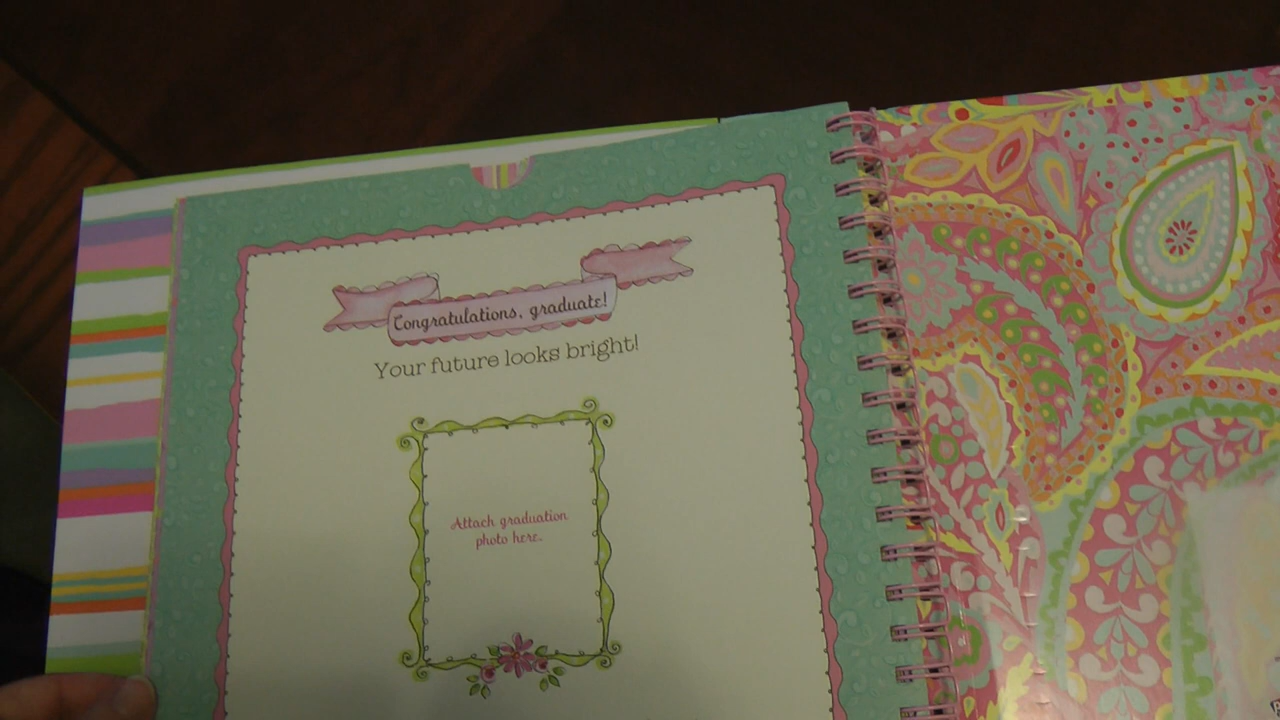 Congratulations, graduate!
Your future looks bright!
Attach graduation
photo here.